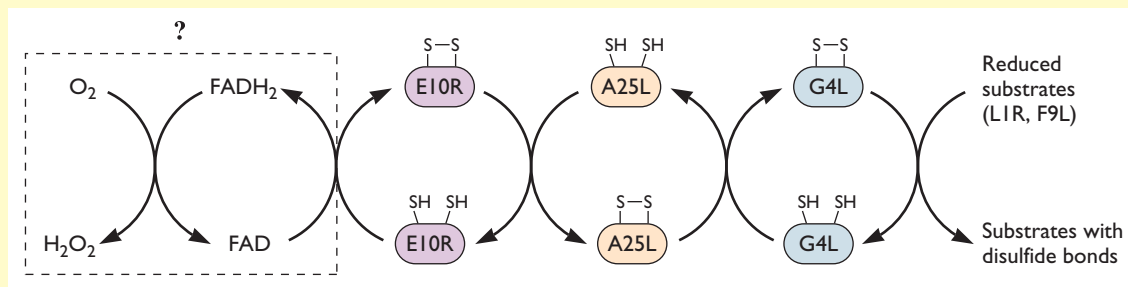 ?
S—S
SH SH
S—S
O2
FADH2
E10R
A25L
G4L
Reduced
substrates
(L1R, F9L)
SH SH
S—S
SH SH
H2O2
FAD
E10R
A25L
G4L
Substrates with
disulfide bonds